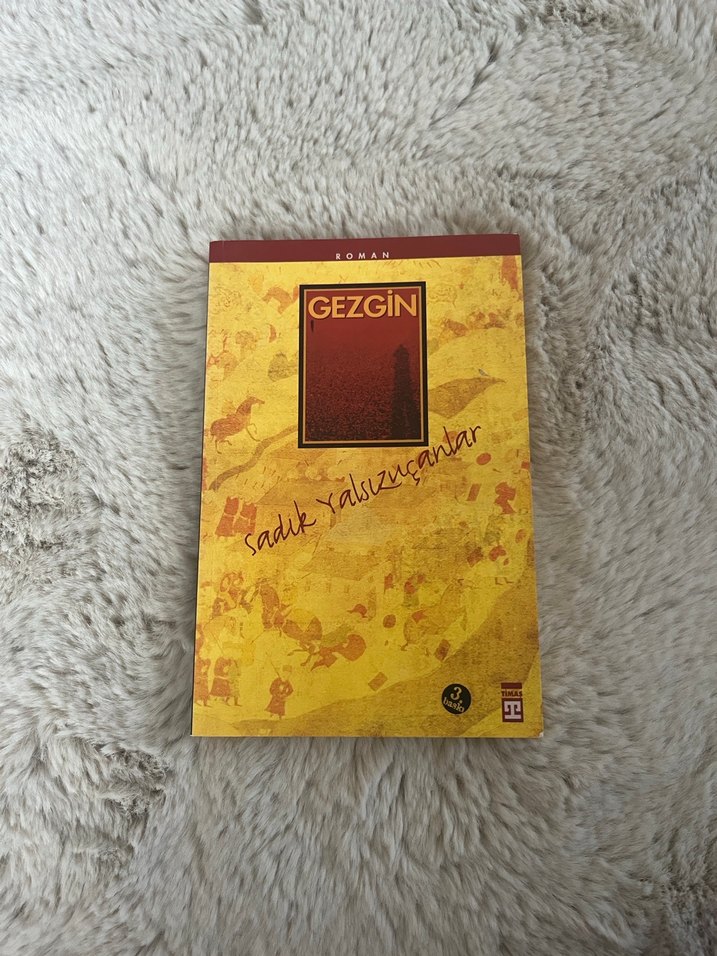 ROMAN
GEZGİN
Sadık Yalsızuçanlar
3.
baskı
TİMAŞ